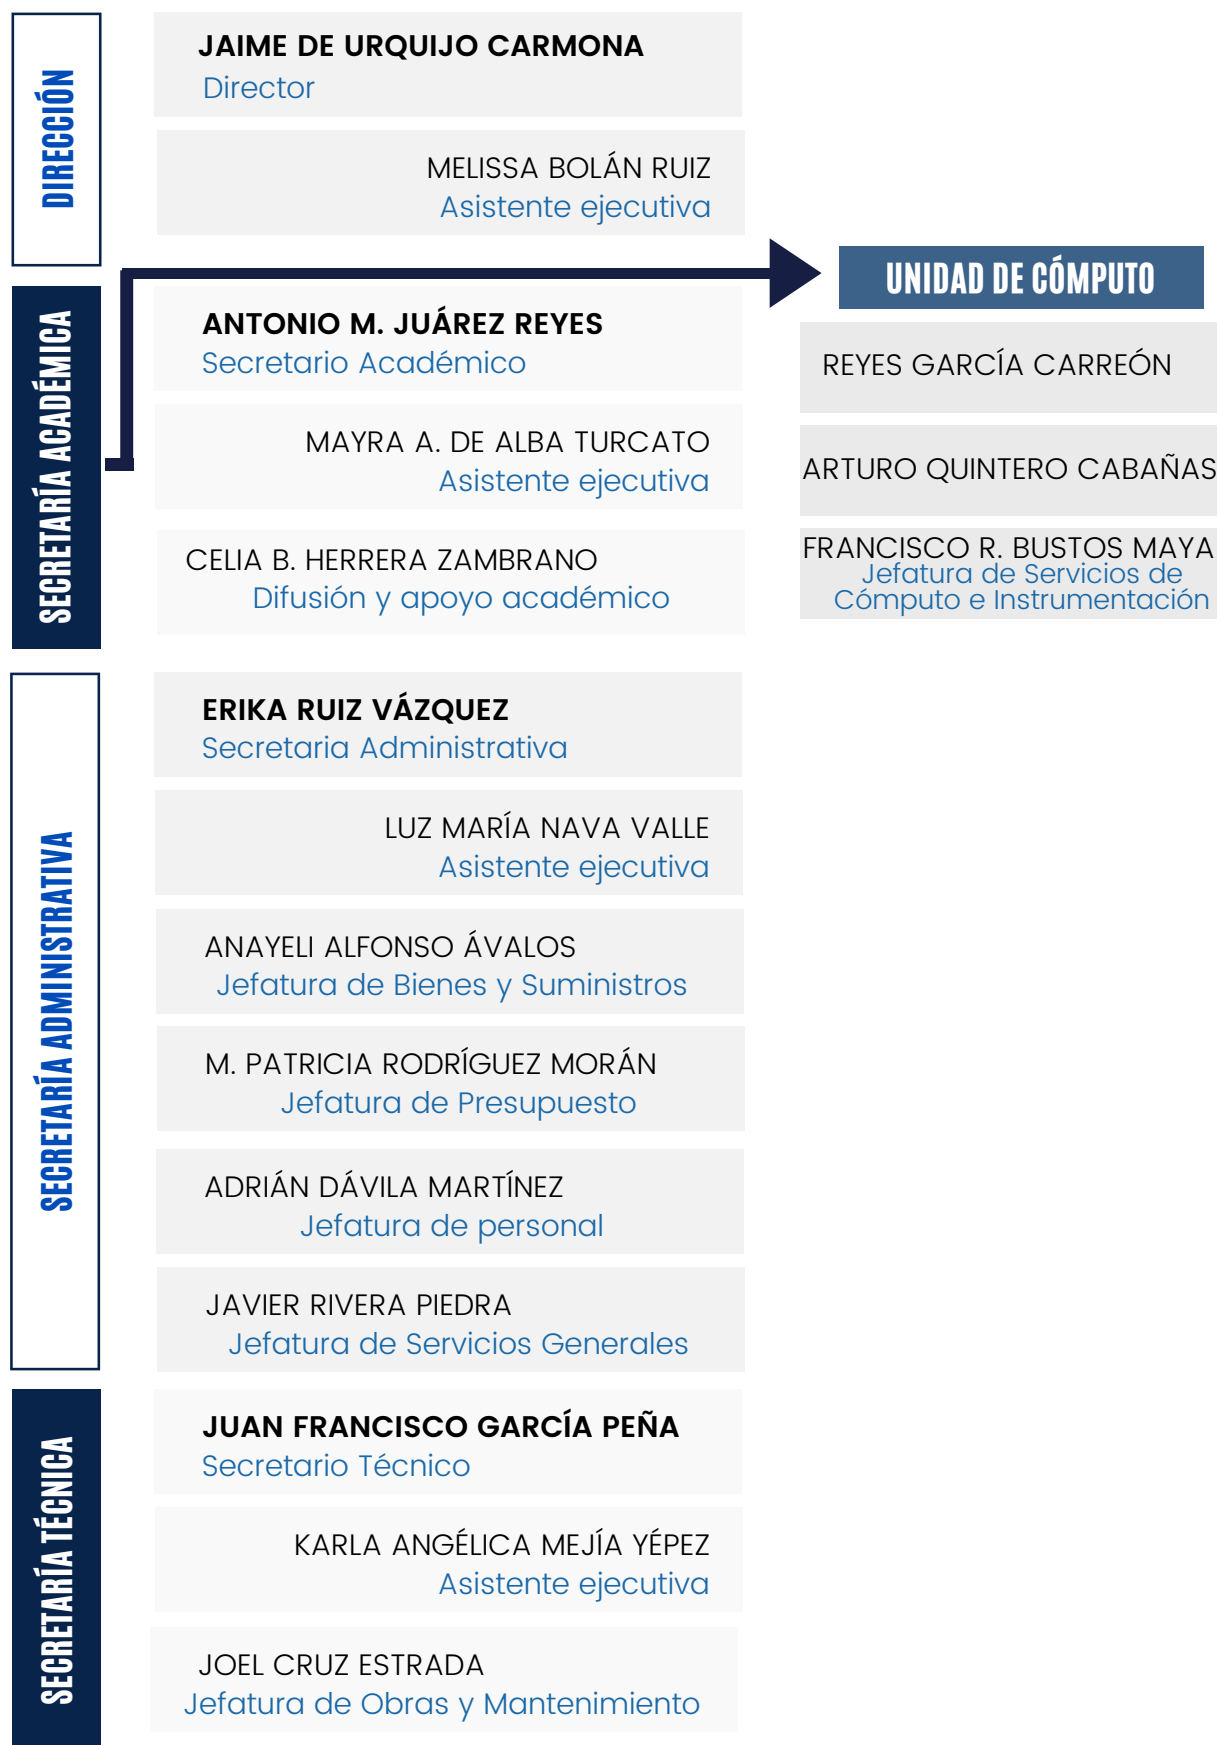 DIRECCIÓN
JAIME DE URQUIJO CARMONA
Director
MELISSA BOLÁN RUIZ
Asistente ejecutiva
SECRETARÍA ACADÉMICA
ANTONIO M. JUÁREZ REYES
Secretario Académico
MAYRA A. DE ALBA TURCATO
Asistente ejecutiva
CELIA B. HERRERA ZAMBRANO
Difusión y apoyo académico
UNIDAD DE CÓMPUTO
REYES GARCÍA CARREÓN
ARTURO QUINTERO CABAÑAS
FRANCISCO R. BUSTOS MAYA
Jefatura de Servicios de
Cómputo e Instrumentación
SECRETARÍA ADMINISTRATIVA
ERIKA RUIZ VÁZQUEZ
Secretaria Administrativa
LUZ MARÍA NAVA VALLE
Asistente ejecutiva
ANAYELI ALFONSO ÁVALOS
Jefatura de Bienes y Suministros
M. PATRICIA RODRÍGUEZ MORÁN
Jefatura de Presupuesto
ADRIÁN DÁVILA MARTÍNEZ
Jefatura de personal
JAVIER RIVERA PIEDRA
Jefatura de Servicios Generales
SECRETARÍA TÉCNICA
JUAN FRANCISCO GARCÍA PEÑA
Secretario Técnico
KARLA ANGÉLICA MEJÍA YÉPEZ
Asistente ejecutiva
JOEL CRUZ ESTRADA
Jefatura de Obras y Mantenimiento